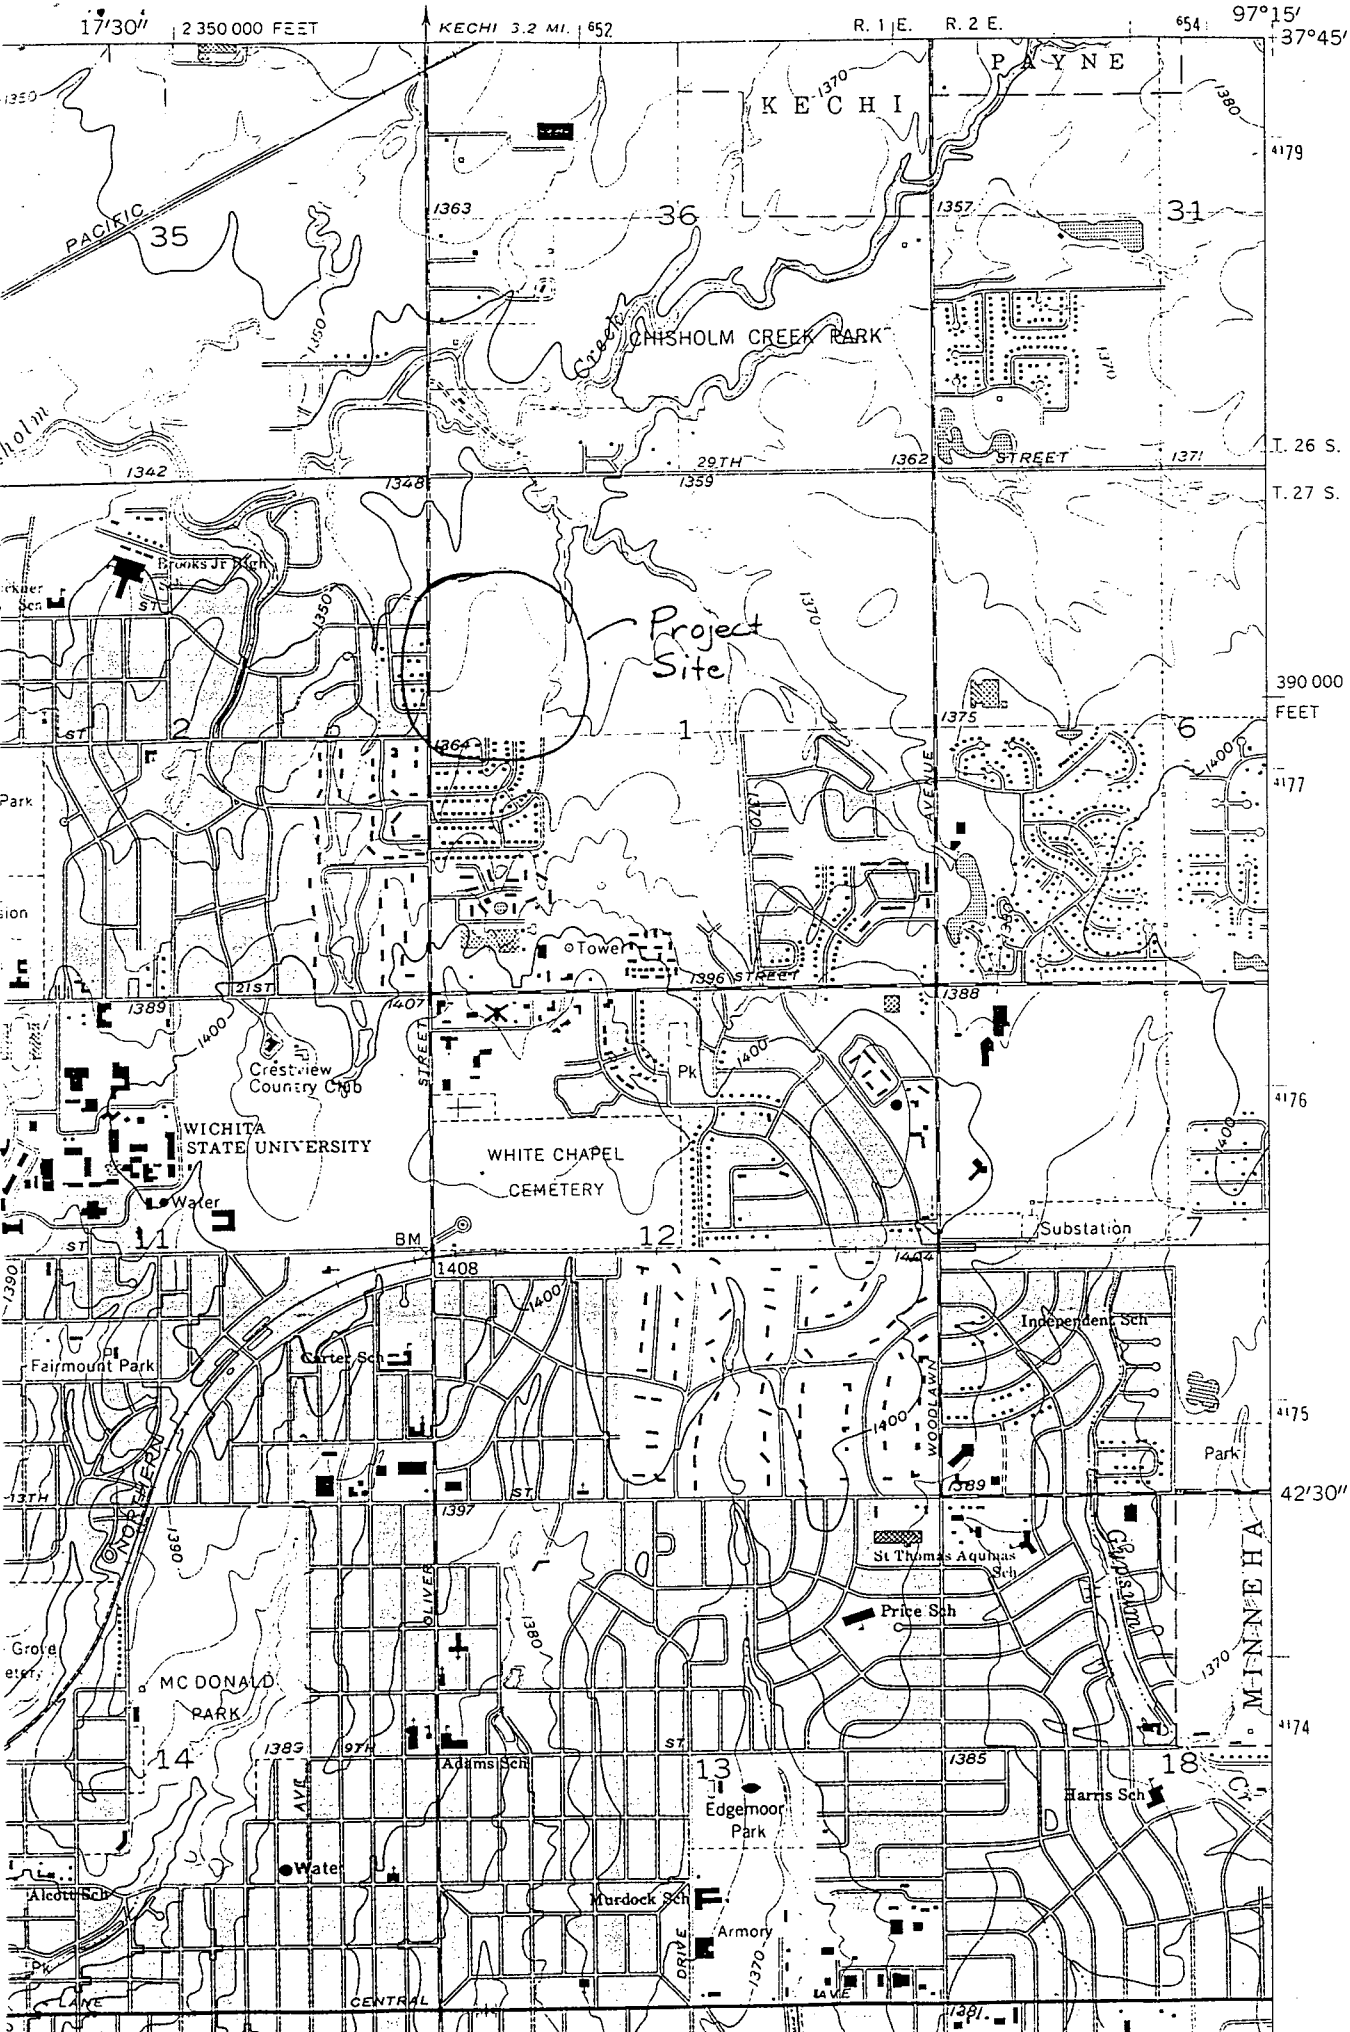 17'30"
2 350 000 FEET
KECHI 3.2 MI.
652
R. 1 E.
R. 2 E.
654
97°15'
37°45'
PAYNE
1350
1370
KECHI
1380
4179
1363
36
1357
31
PACIFIC
35
1350
Creek
CHISHOLM CREEK PARK
1370
holm
1342
1348
29TH
1359
1362
STREET
1371
T. 26 S.
T. 27 S.
Brooks Jr High
Sch
ST
1350
1370
Project
Site
390 000
FEET
ST
2
1364
1
1375
6
1400
4177
Park
1370
AVENUE
Tower
1350
21ST
1389
1407
1396
STREET
1388
1400
STREET
Crestview
Country Club
1400
Pk
4176
1400
WICHITA
STATE UNIVERSITY
WHITE CHAPEL
CEMETERY
Water
ST
11
BM
12
Substation
7
1390
1408
1404
1400
Independent Sch
Fairmount Park
Carter Sch
1400
WOODLAWN
4175
Park
13TH
NORTHERN
1397
ST
1389
42'30"
1390
St Thomas Aquinas
Sch
Gypsum
MINNEHA
OLIVER
Price Sch
1380
Grove
MC DONALD
PARK
1370
4174
14
1383
9TH
Adams Sch
ST
13
1385
18
AVE
Edgemoor
Park
Harris Sch
Cr
Water
Alcott Sch
Murdock Sch
Armory
DRIVE
1370
Pk
LANE
CENTRAL
AVE
1381